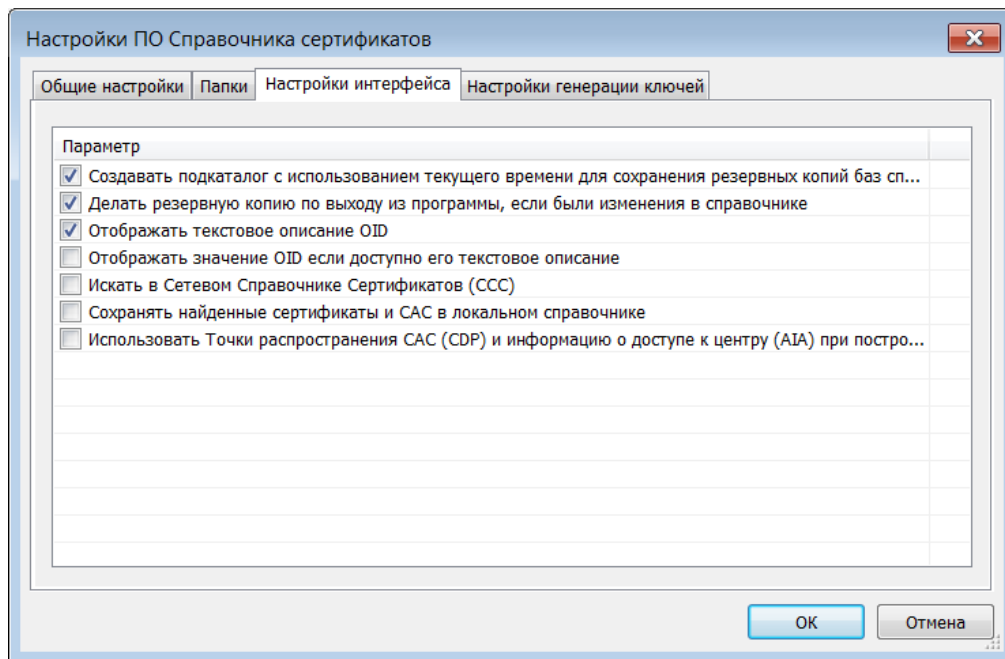 Настройки ПО Справочника сертификатов
Общие настройки Папки Настройки интерфейса Настройки генерации ключей
Параметр
Создавать подкаталог с использованием текущего времени для сохранения резервных копий баз сп...
Делать резервную копию по выходу из программы, если были изменения в справочнике
Отображать текстовое описание OID
Отображать значение OID если доступно его текстовое описание
Искать в Сетевом Справочнике Сертификатов (ССС)
Сохранять найденные сертификаты и САС в локальном справочнике
Использовать Точки распространения САС (CDP) и информацию о доступе к центру (AIA) при постро...
ОК Отмена